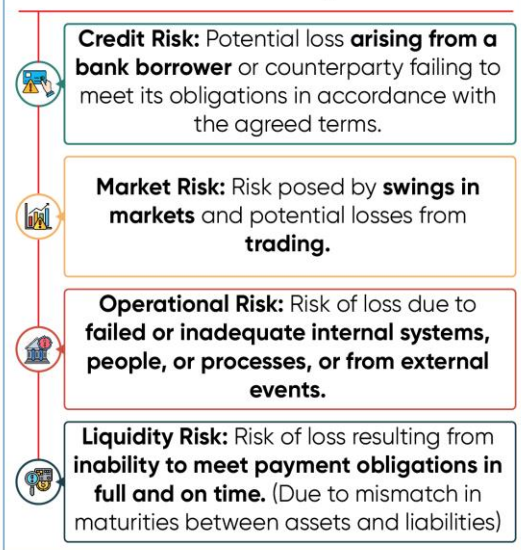 Credit Risk: Potential loss arising from a
bank borrower or counterparty failing to
meet its obligations in accordance with
the agreed terms.
Market Risk: Risk posed by swings in
markets and potential losses from
trading.
Operational Risk: Risk of loss due to
failed or inadequate internal systems,
people, or processes, or from external
events.
Liquidity Risk: Risk of loss resulting from
inability to meet payment obligations in
full and on time. (Due to mismatch in
maturities between assets and liabilities)